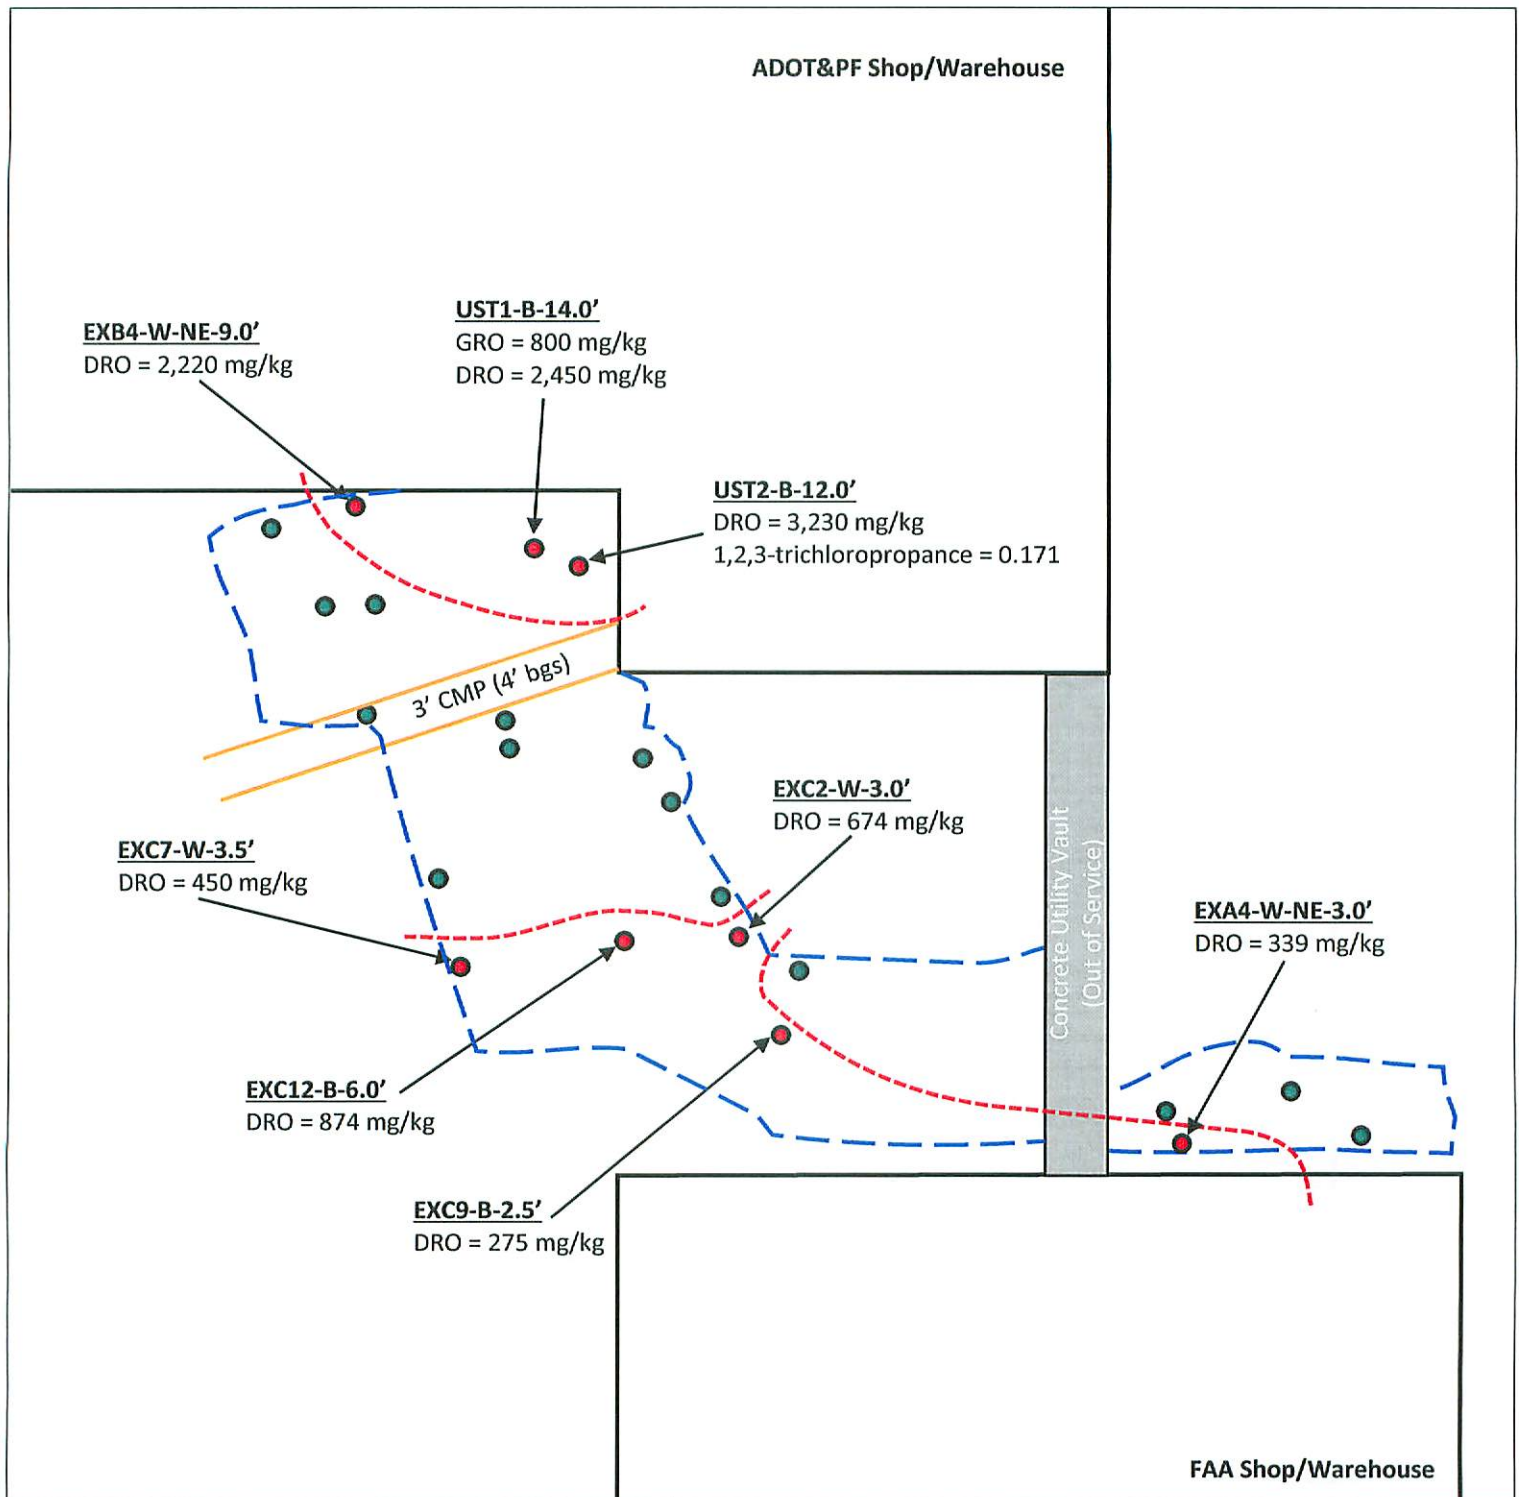 ADOT&PF Shop/Warehouse
UST1-B-14.0’
GRO = 800 mg/kg
DRO = 2,450 mg/kg
EXB4-W-NE-9.0’
DRO = 2,220 mg/kg
UST2-B-12.0’
DRO = 3,230 mg/kg
1,2,3-trichloropropance = 0.171
3’ CMP (4’ bgs)
EXC2-W-3.0’
DRO = 674 mg/kg
EXC7-W-3.5’
DRO = 450 mg/kg
Concrete Utility Vault
(Out of Service)
EXA4-W-NE-3.0’
DRO = 339 mg/kg
EXC12-B-6.0’
DRO = 874 mg/kg
EXC9-B-2.5’
DRO = 275 mg/kg
FAA Shop/Warehouse